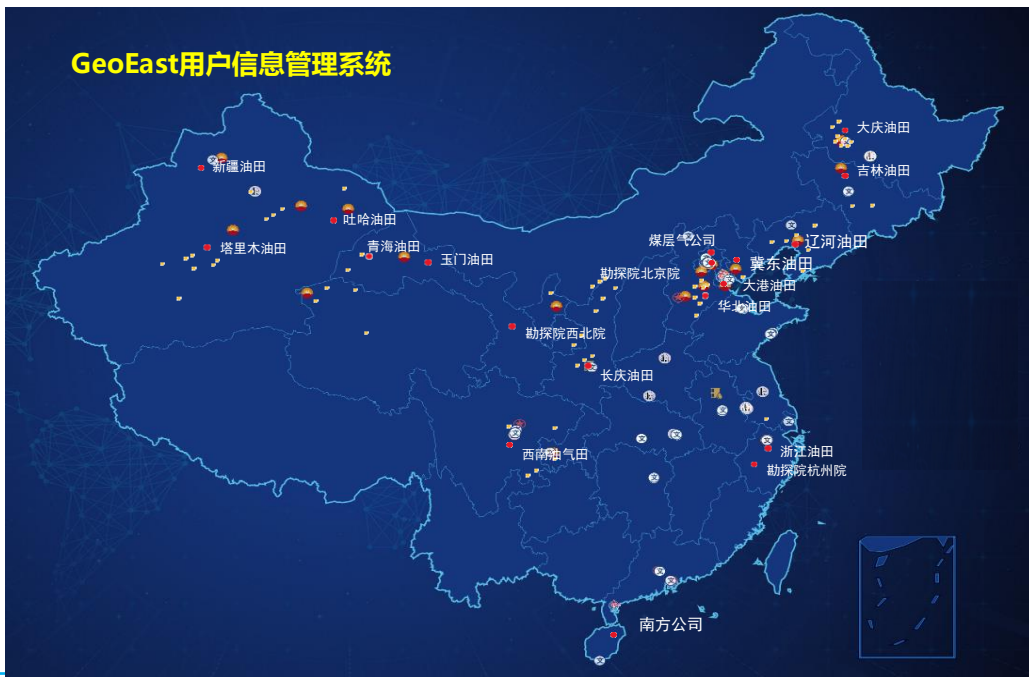 GeoEast用户信息管理系统
大庆油田
新疆油田
吉林油田
吐哈油田
塔里木油田
青海油田
玉门油田
煤层气公司
辽河油田
冀东油田
勘探院北京院
大港油田
华北油田
勘探院西北院
长庆油田
西南油气田
浙江油田
勘探院杭州院
南方公司